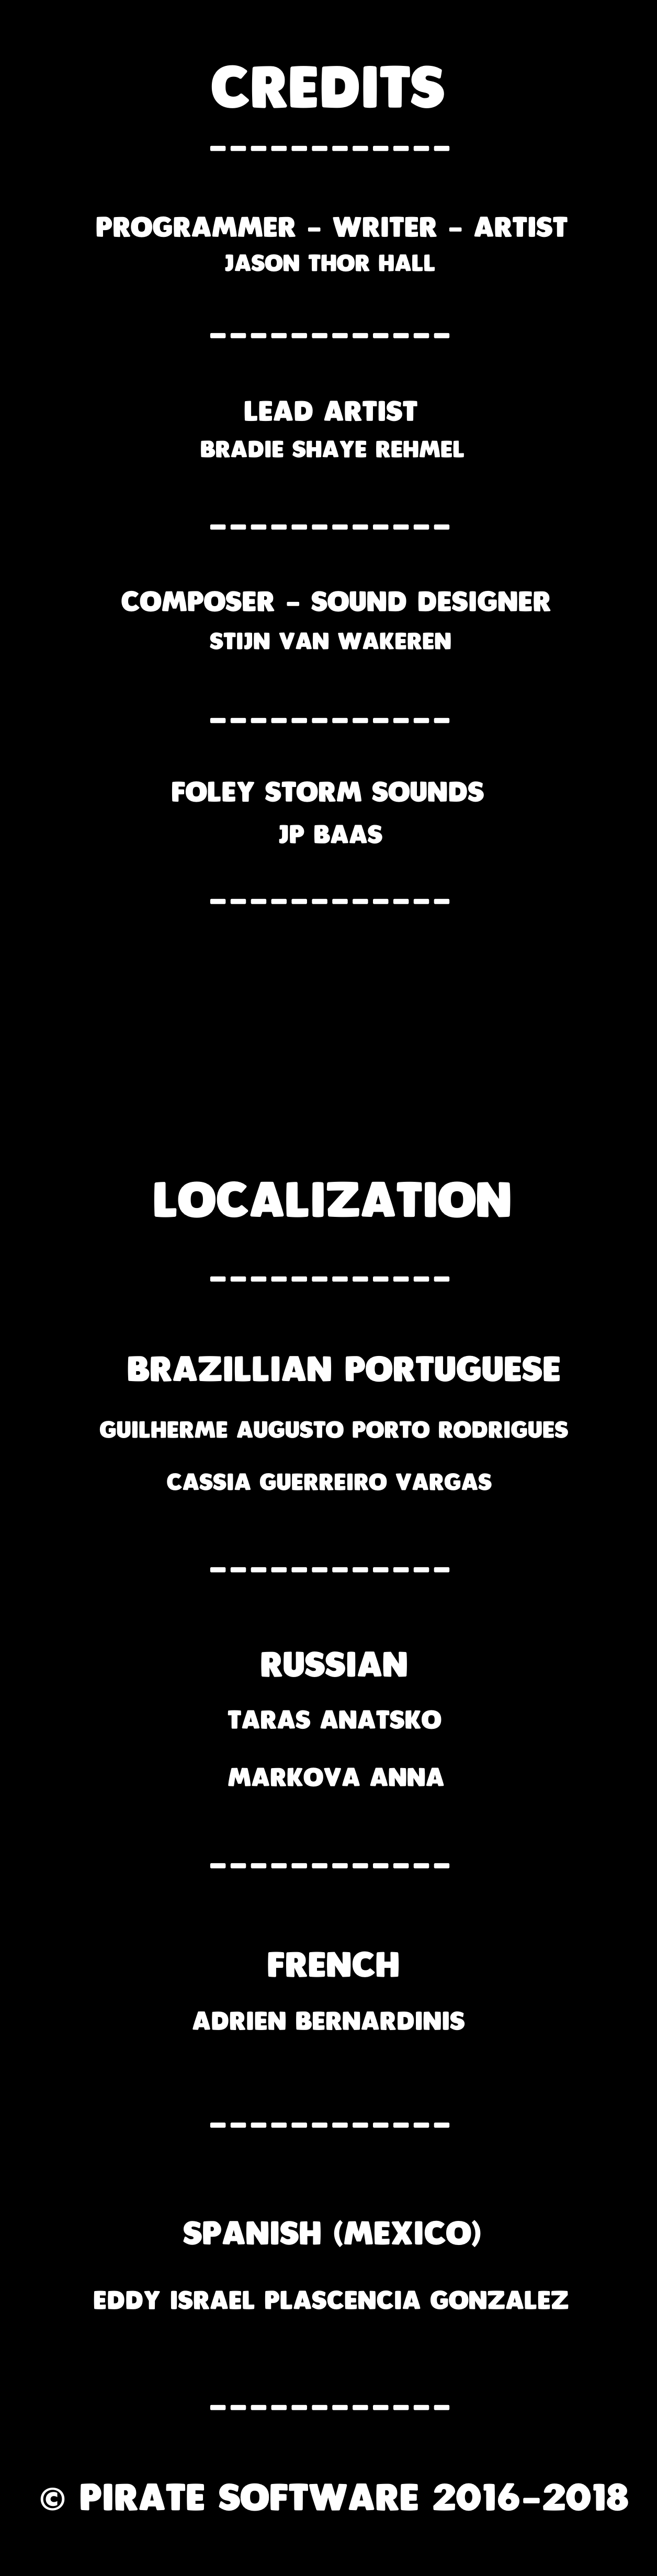 CREDITS
------------
PROGRAMMER - WRITER - ARTIST
JASON THOR HALL
------------
LEAD ARTIST
BRADIE SHAYE REHMEL
------------
COMPOSER - SOUND DESIGNER
STIJN VAN WAKEREN
------------
FOLEY STORM SOUNDS
JP BAAS
------------
LOCALIZATION
------------
BRAZILLIAN PORTUGUESE
GUILHERME AUGUSTO PORTO RODRIGUES
CASSIA GUERREIRO VARGAS
------------
RUSSIAN
TARAS ANATSKO
MARKOVA ANNA
------------
FRENCH
ADRIEN BERNARDINIS
------------
SPANISH (MEXICO)
EDDY ISRAEL PLASCENCIA GONZALEZ
------------
© PIRATE SOFTWARE 2016-2018